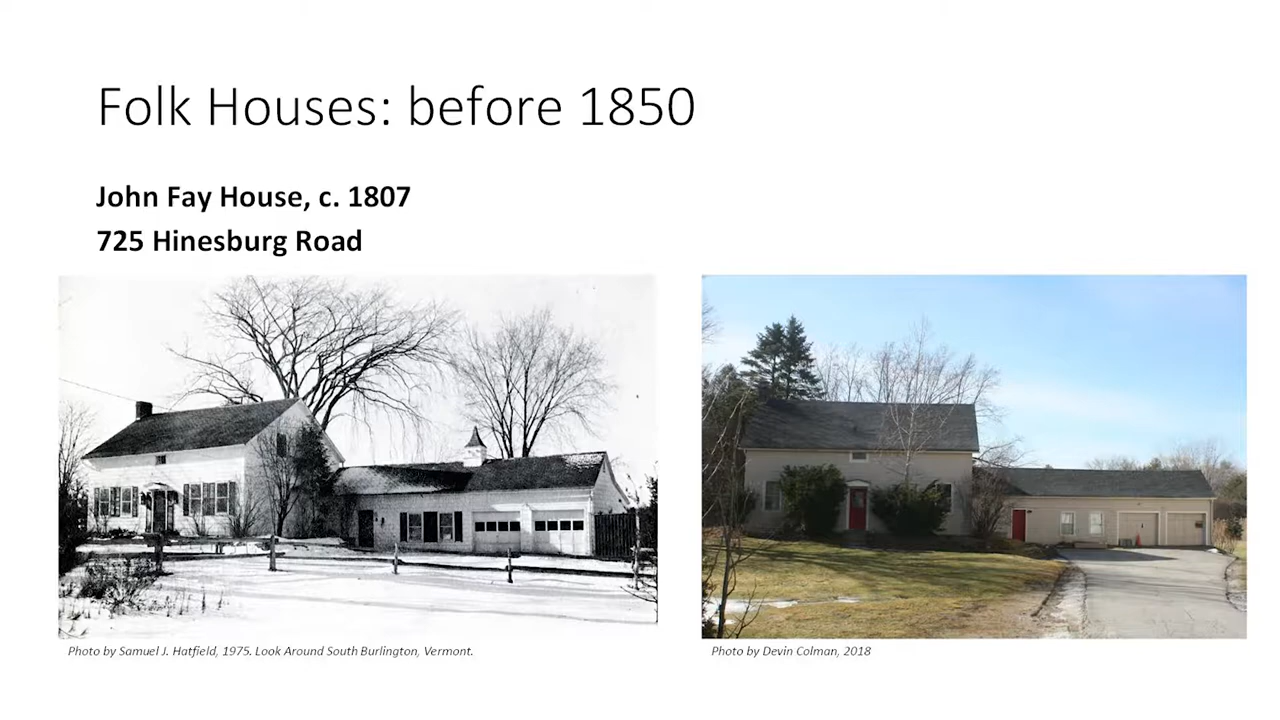 Folk Houses: before 1850
John Fay House, c. 1807
725 Hinesburg Road
Photo by Samuel J. Hatfield, 1975. Look Around South Burlington, Vermont.
Photo by Devin Colman, 2018